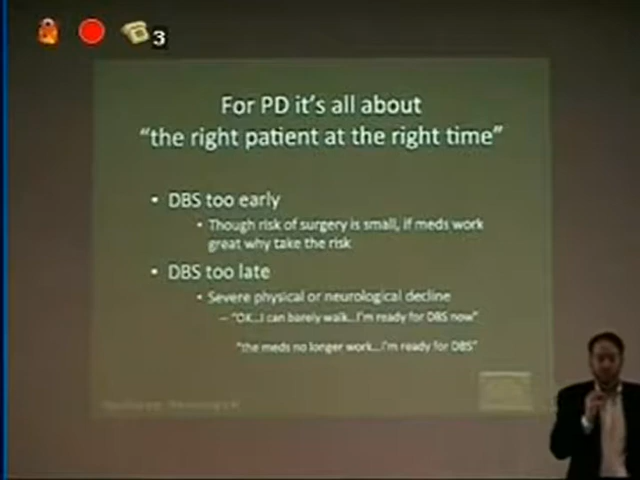 3
For PD it's all about
“the right patient at the right time”
• DBS too early
• Though risk of surgery is small, if meds work
great why take the risk
• DBS too late
• Severe physical or neurological decline
– “OK...I can barely walk...I'm ready for DBS now”
“the meds no longer work...I'm ready for DBS”